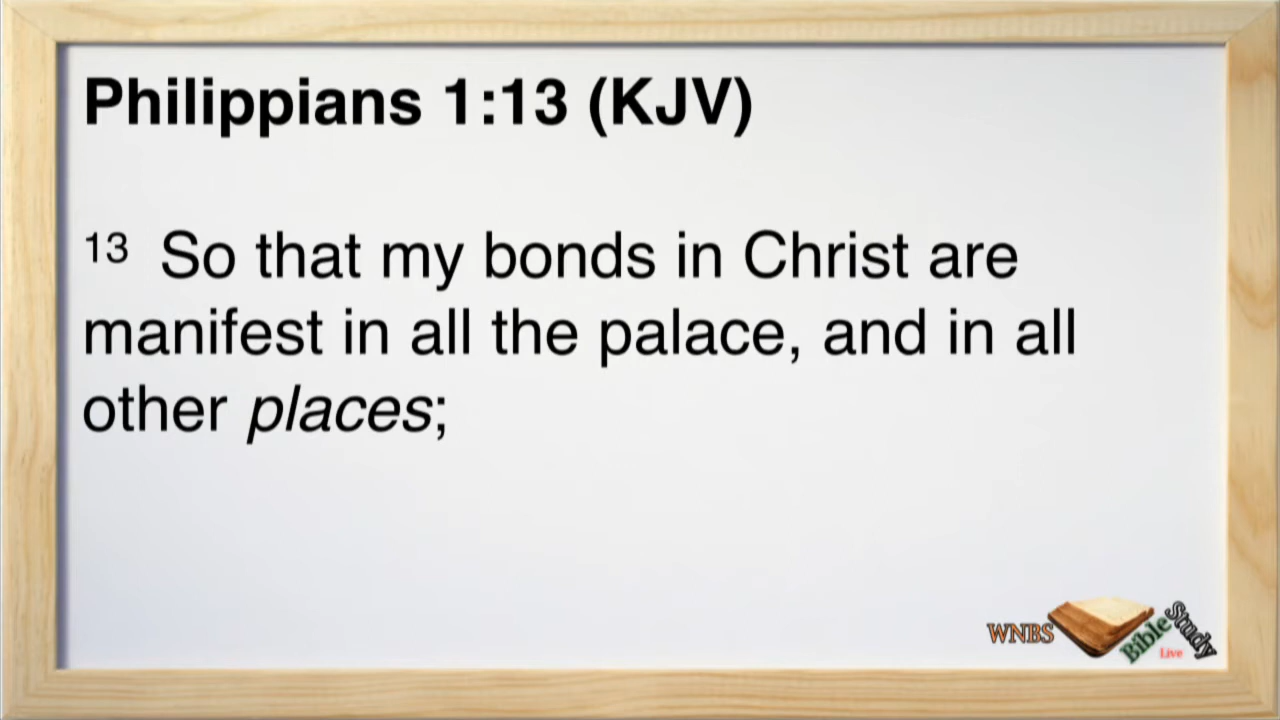 Philippians 1:13 (KJV)
13 So that my bonds in Christ are
manifest in all the palace, and in all
other places;
WNBS Bible Study
Live